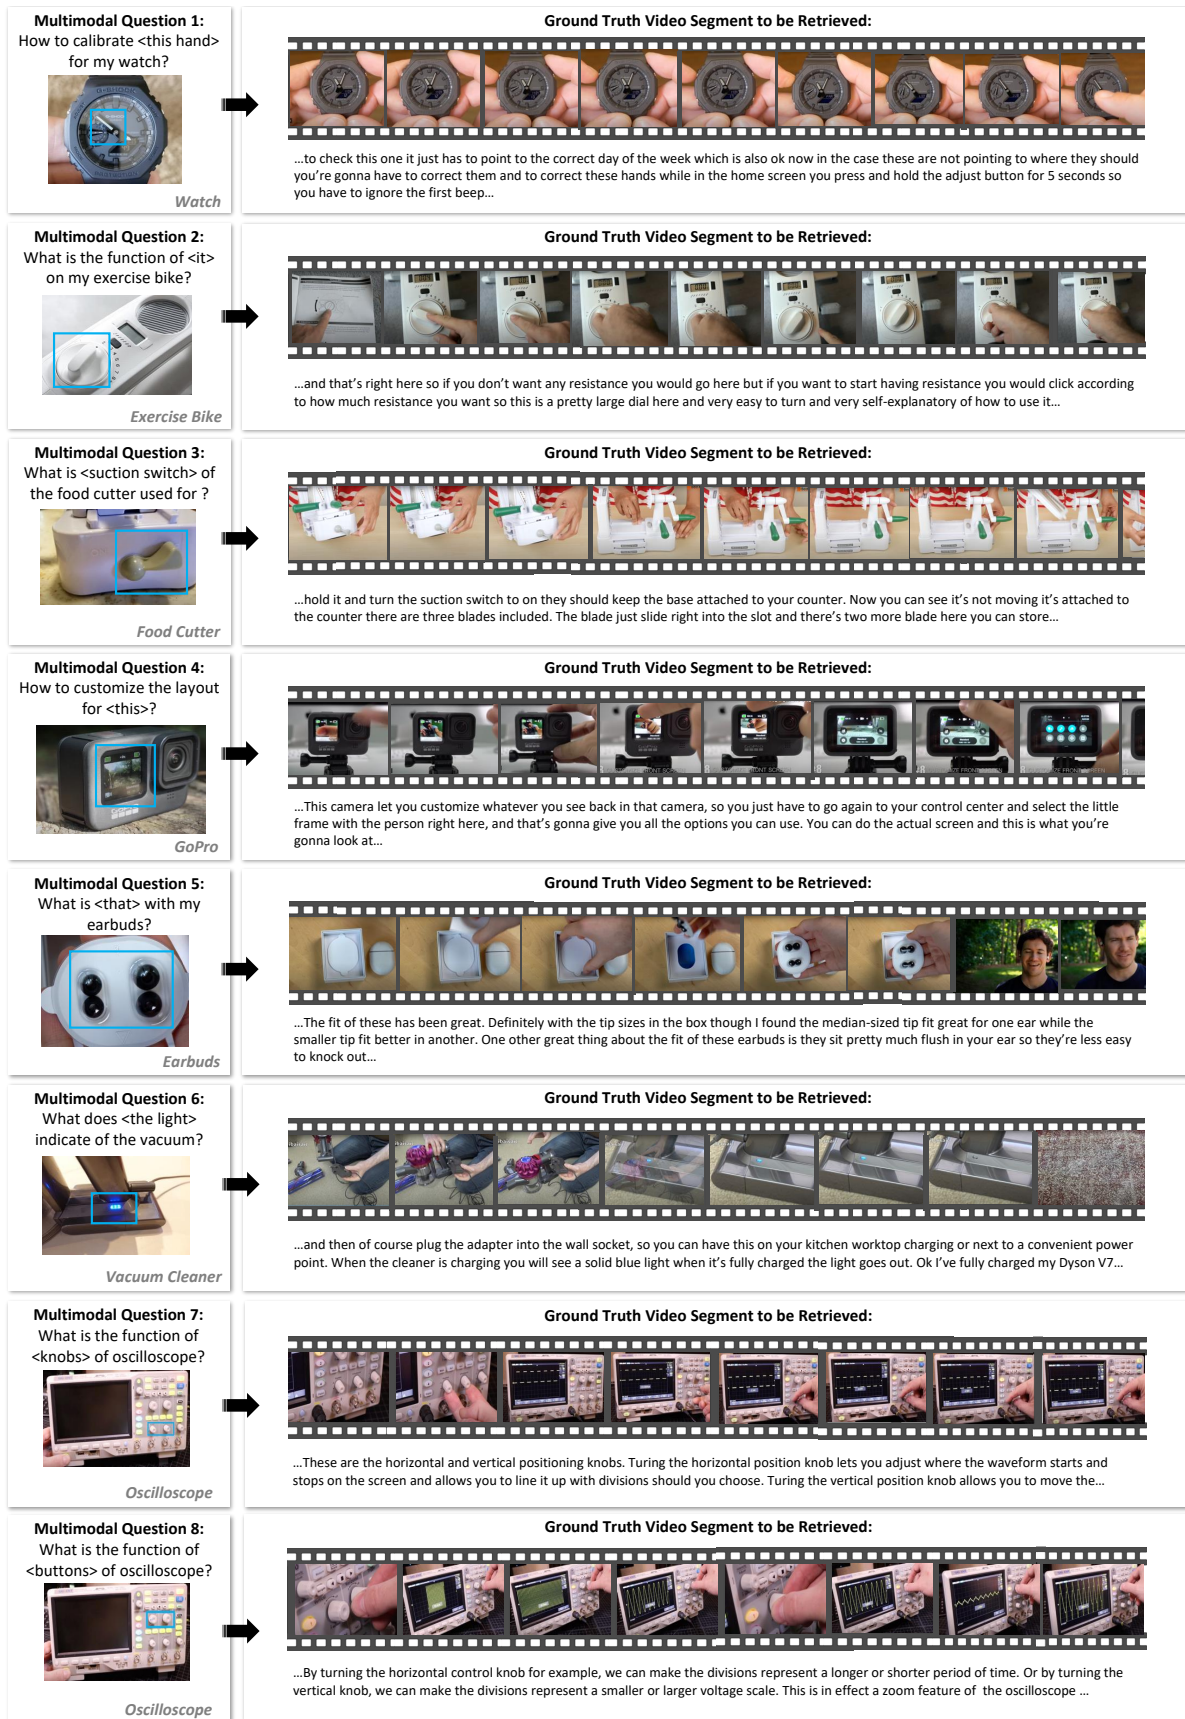 Multimodal Question 1:
How to calibrate <this hand>
for my watch?
Watch
Ground Truth Video Segment to be Retrieved:
...to check this one it just has to point to the correct day of the week which is also ok now in the case these are not pointing to where they should
you're gonna have to correct them and to correct these hands while in the home screen you press and hold the adjust button for 5 seconds so
you have to ignore the first beep...
Multimodal Question 2:
What is the function of <it>
on my exercise bike?
Exercise Bike
Ground Truth Video Segment to be Retrieved:
...and that's right here so if you don't want any resistance you would go here but if you want to start having resistance you would click according
to how much resistance you want so this is a pretty large dial here and very easy to turn and very self-explanatory of how to use it...
Multimodal Question 3:
What is <suction switch> of
the food cutter used for ?
Food Cutter
Ground Truth Video Segment to be Retrieved:
...hold it and turn the suction switch to on they should keep the base attached to your counter. Now you can see it's not moving it's attached to
the counter there are three blades included. The blade just slide right into the slot and there's two more blade here you can store...
Multimodal Question 4:
How to customize the layout
for <this>?
GoPro
Ground Truth Video Segment to be Retrieved:
...This camera let you customize whatever you see back in that camera, so you just have to go again to your control center and select the little
frame with the person right here, and that's gonna give you all the options you can use. You can do the actual screen and this is what you're
gonna look at...
Multimodal Question 5:
What is <that> with my
earbuds?
Earbuds
Ground Truth Video Segment to be Retrieved:
...The fit of these has been great. Definitely with the tip sizes in the box though I found the median-sized tip fit great for one ear while the
smaller tip fit better in another. One other great thing about the fit of these earbuds is they sit pretty much flush in your ear so they're less easy
to knock out...
Multimodal Question 6:
What does <the light>
indicate of the vacuum?
Vacuum Cleaner
Ground Truth Video Segment to be Retrieved:
...and then of course plug the adapter into the wall socket, so you can have this on your kitchen worktop charging or next to a convenient power
point. When the cleaner is charging you will see a solid blue light when it's fully charged the light goes out. Ok I've fully charged my Dyson V7...
Multimodal Question 7:
What is the function of
<knobs> of oscilloscope?
Oscilloscope
Ground Truth Video Segment to be Retrieved:
...These are the horizontal and vertical positioning knobs. Turing the horizontal position knob lets you adjust where the waveform starts and
stops on the screen and allows you to line it up with divisions should you choose. Turing the vertical position knob allows you to move the...
Multimodal Question 8:
What is the function of
<buttons> of oscilloscope?
Oscilloscope
Ground Truth Video Segment to be Retrieved:
...By turning the horizontal control knob for example, we can make the divisions represent a longer or shorter period of time. Or by turning the
vertical knob, we can make the divisions represent a smaller or larger voltage scale. This is in effect a zoom feature of the oscilloscope ...